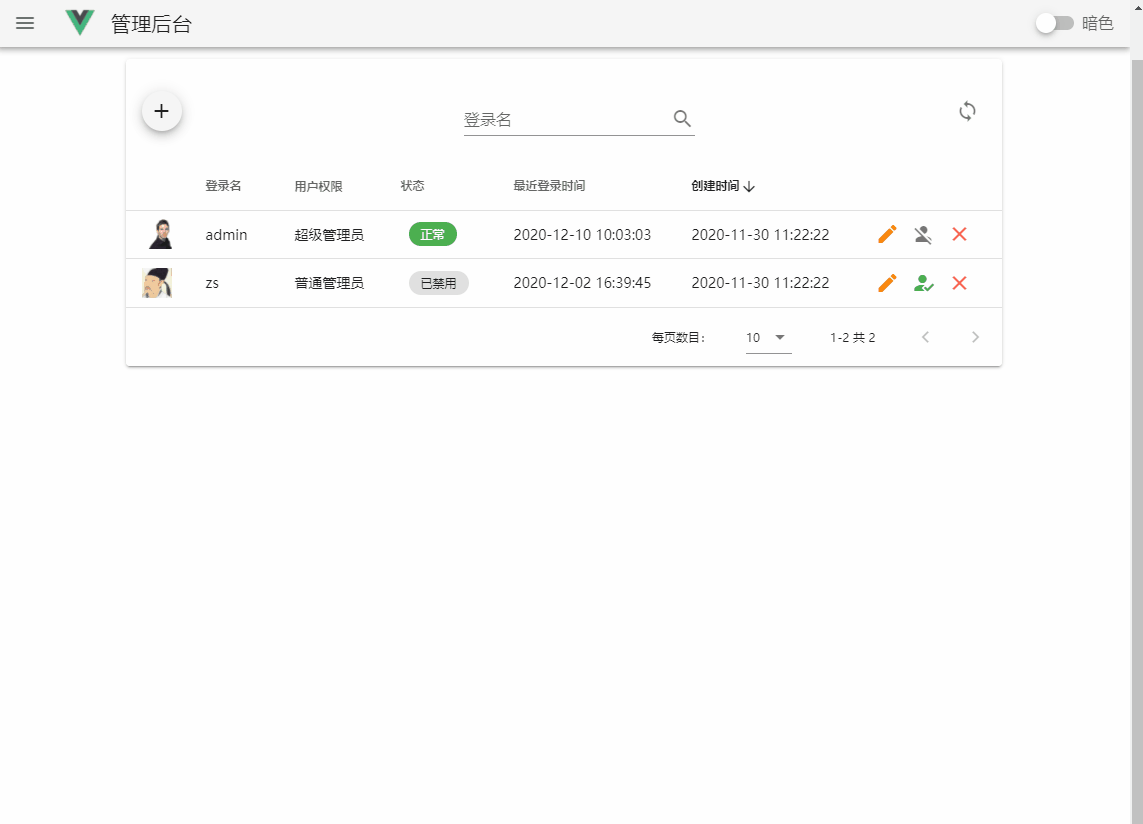 管理后台 暗色
登录名
登录名 用户权限 状态 最近登录时间 创建时间
admin 超级管理员 正常 2020-12-10 10:03:03 2020-11-30 11:22:22
zs 普通管理员 已禁用 2020-12-02 16:39:45 2020-11-30 11:22:22
每页数目: 10 1-2 共 2